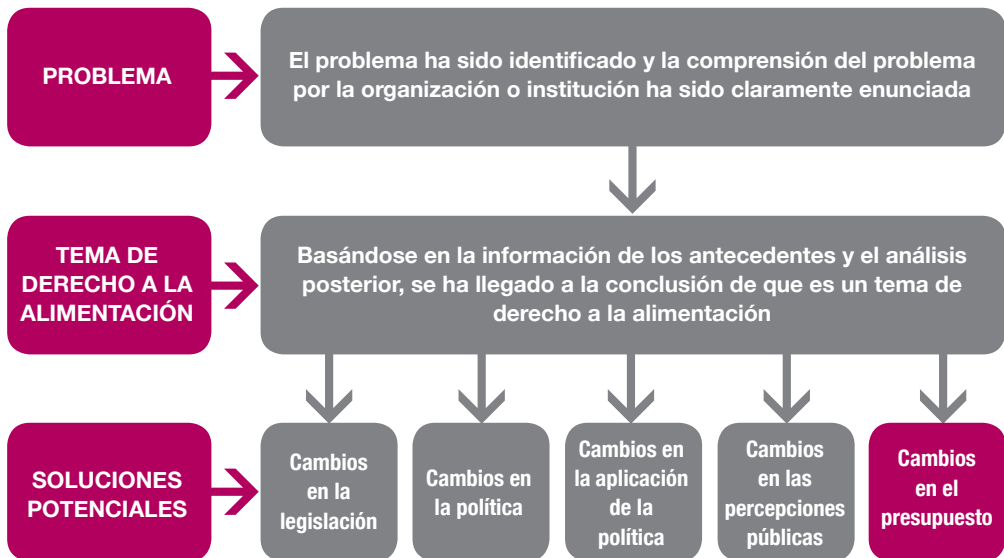 PROBLEMA
El problema ha sido identificado y la comprensión del problema
por la organización o institución ha sido claramente enunciada
TEMA DE
DERECHO A LA
ALIMENTACIÓN
Basándose en la información de los antecedentes y el análisis
posterior, se ha llegado a la conclusión de que es un tema de
derecho a la alimentación
SOLUCIONES
POTENCIALES
Cambios
en la
legislación
Cambios en
la política
Cambios en
la aplicación
de la
política
Cambios
en las
percepciones
públicas
Cambios
en el
presupuesto